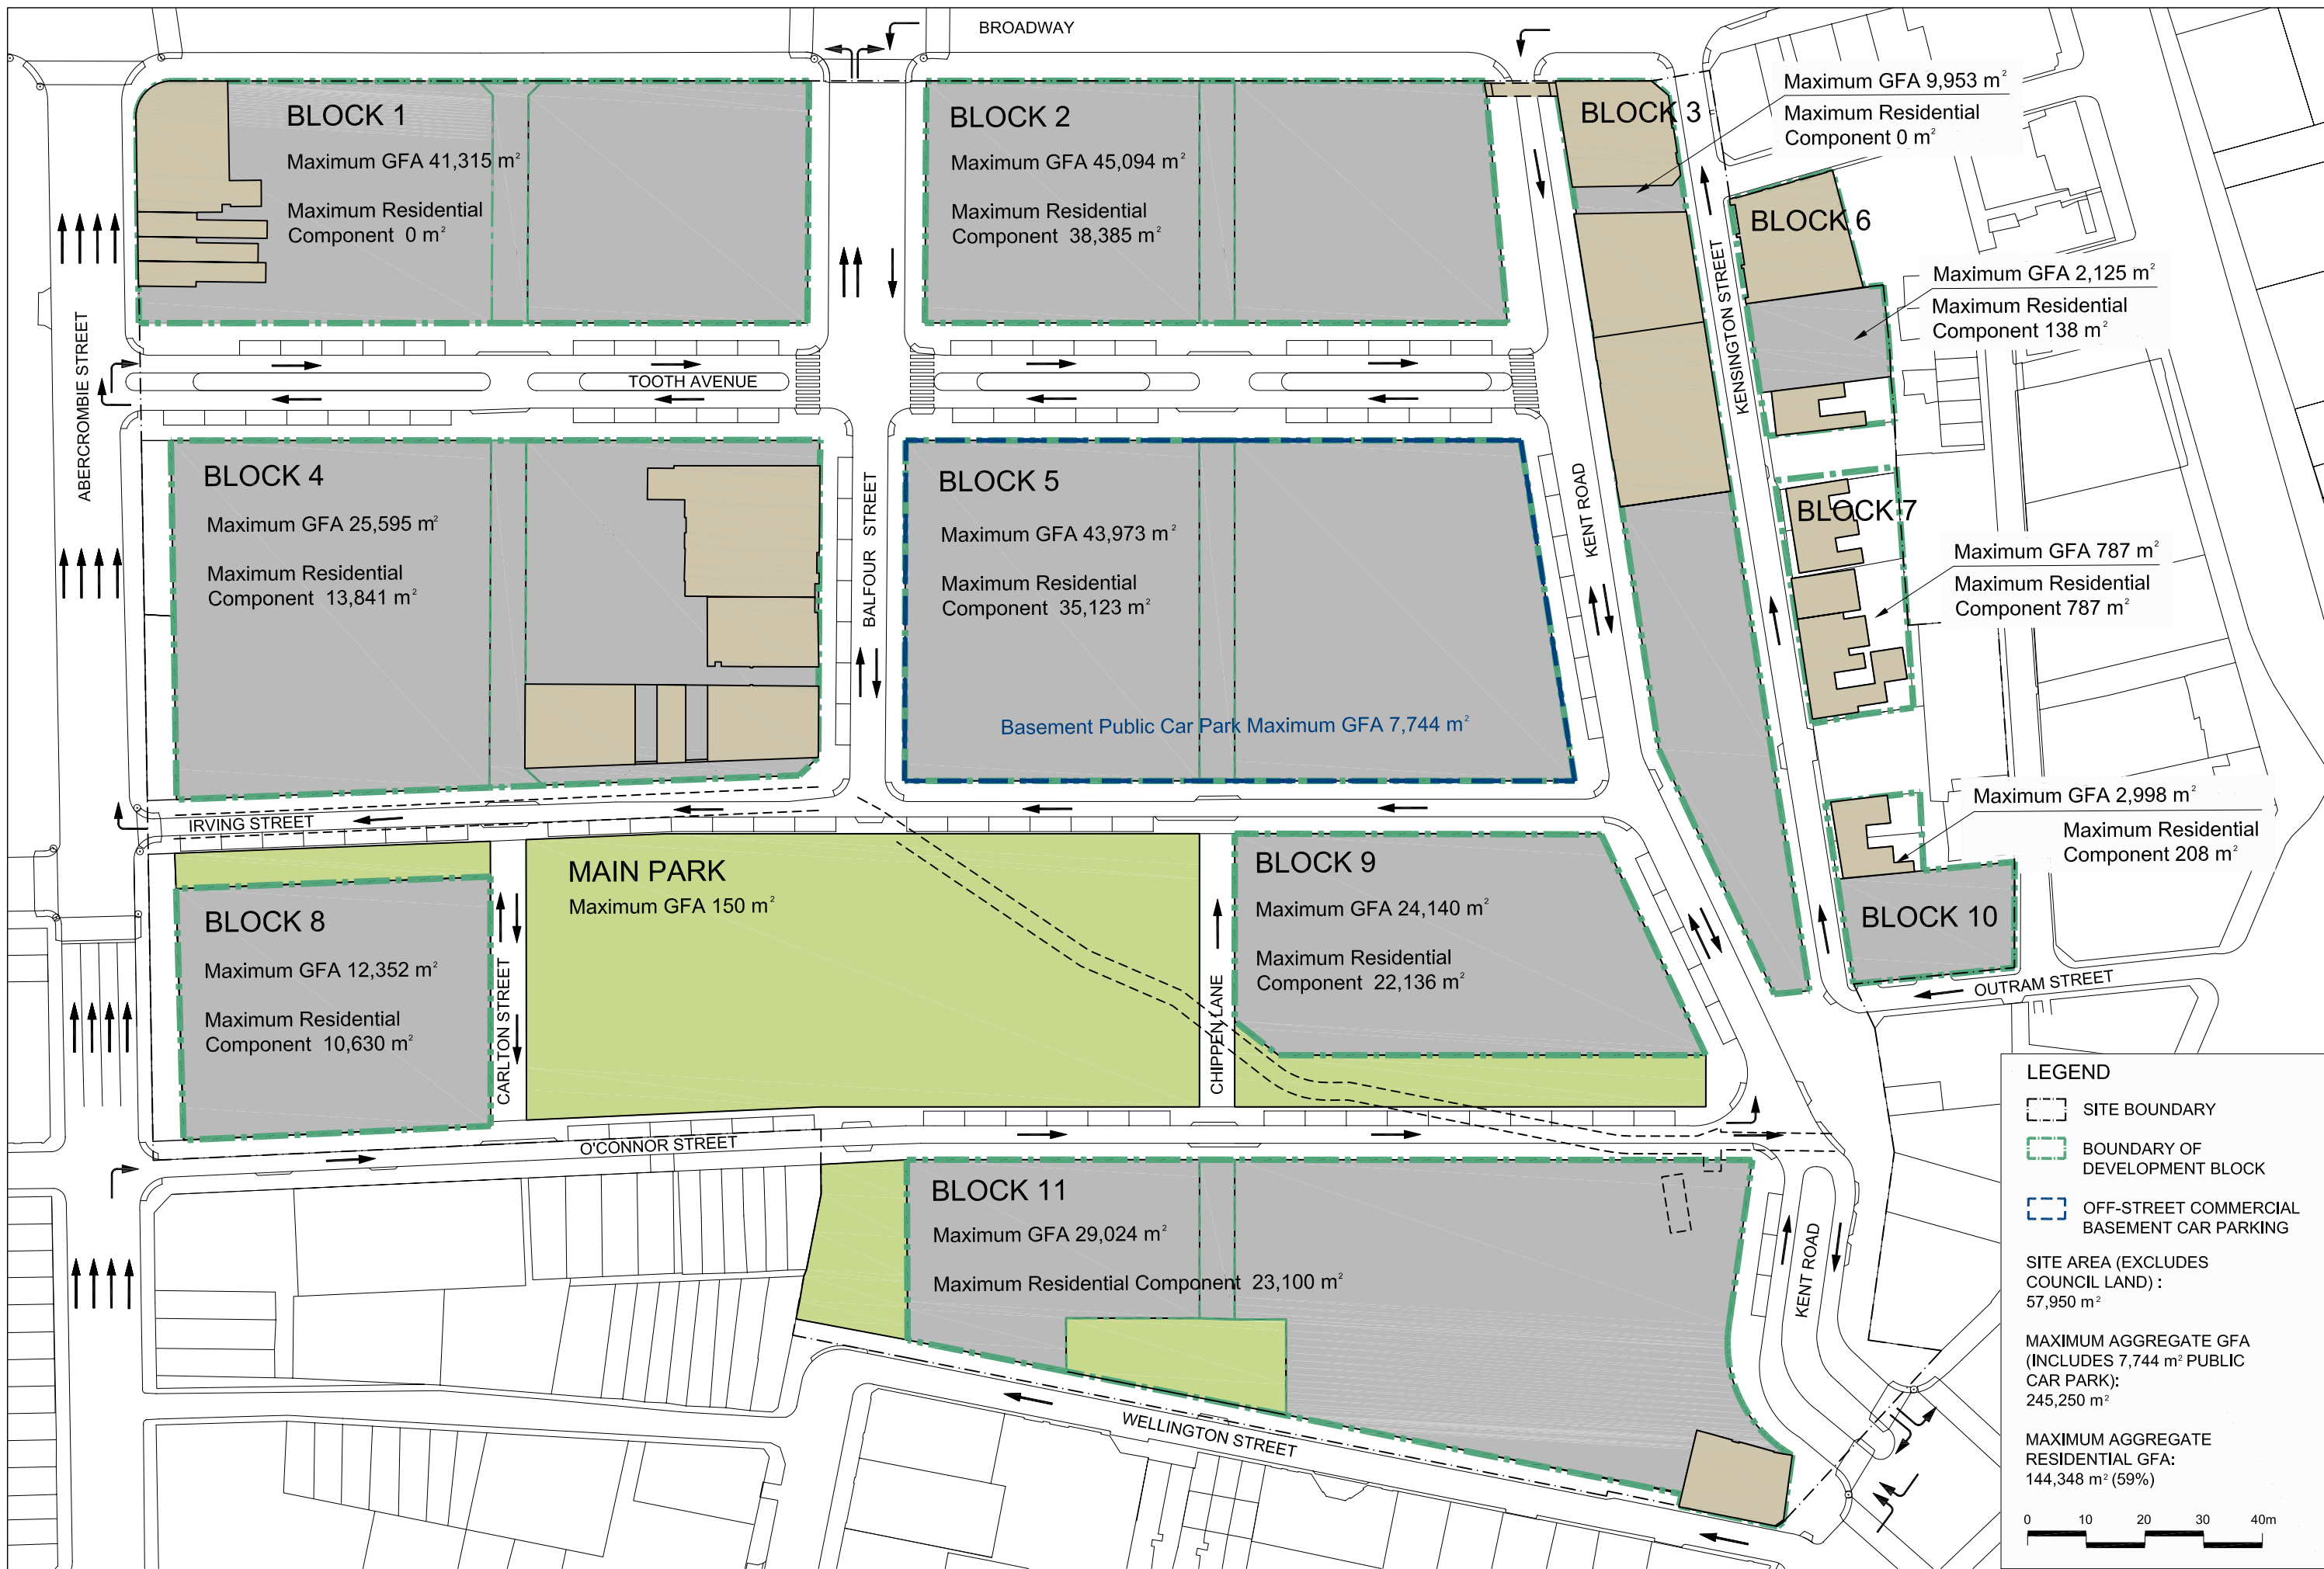 BROADWAY
BLOCK 1
Maximum GFA 41,315 m²
Maximum Residential
Component 0 m²
BLOCK 2
Maximum GFA 45,094 m²
Maximum Residential
Component 38,385 m²
BLOCK 3
Maximum GFA 9,953 m²
Maximum Residential
Component 0 m²
BLOCK 6
Maximum GFA 2,125 m²
Maximum Residential
Component 138 m²
ABERCROMBIE STREET
TOOTH AVENUE
KENSINGTON STREET
BLOCK 4
Maximum GFA 25,595 m²
Maximum Residential
Component 13,841 m²
BALFOUR STREET
BLOCK 5
Maximum GFA 43,973 m²
Maximum Residential
Component 35,123 m²
Basement Public Car Park Maximum GFA 7,744 m²
KENT ROAD
BLOCK 7
Maximum GFA 787 m²
Maximum Residential
Component 787 m²
IRVING STREET
Maximum GFA 2,998 m²
Maximum Residential
Component 208 m²
BLOCK 10
OUTRAM STREET
BLOCK 8
Maximum GFA 12,352 m²
Maximum Residential
Component 10,630 m²
CARLTON STREET
MAIN PARK
Maximum GFA 150 m²
CHIPPEN LANE
BLOCK 9
Maximum GFA 24,140 m²
Maximum Residential
Component 22,136 m²
O'CONNOR STREET
BLOCK 11
Maximum GFA 29,024 m²
Maximum Residential Component 23,100 m²
KENT ROAD
WELLINGTON STREET
LEGEND
SITE BOUNDARY
BOUNDARY OF
DEVELOPMENT BLOCK
OFF-STREET COMMERCIAL
BASEMENT CAR PARKING
SITE AREA (EXCLUDES
COUNCIL LAND) :
57,950 m²
MAXIMUM AGGREGATE GFA
(INCLUDES 7,744 m² PUBLIC
CAR PARK):
245,250 m²
MAXIMUM AGGREGATE
RESIDENTIAL GFA:
144,348 m² (59%)
0 10 20 30 40m